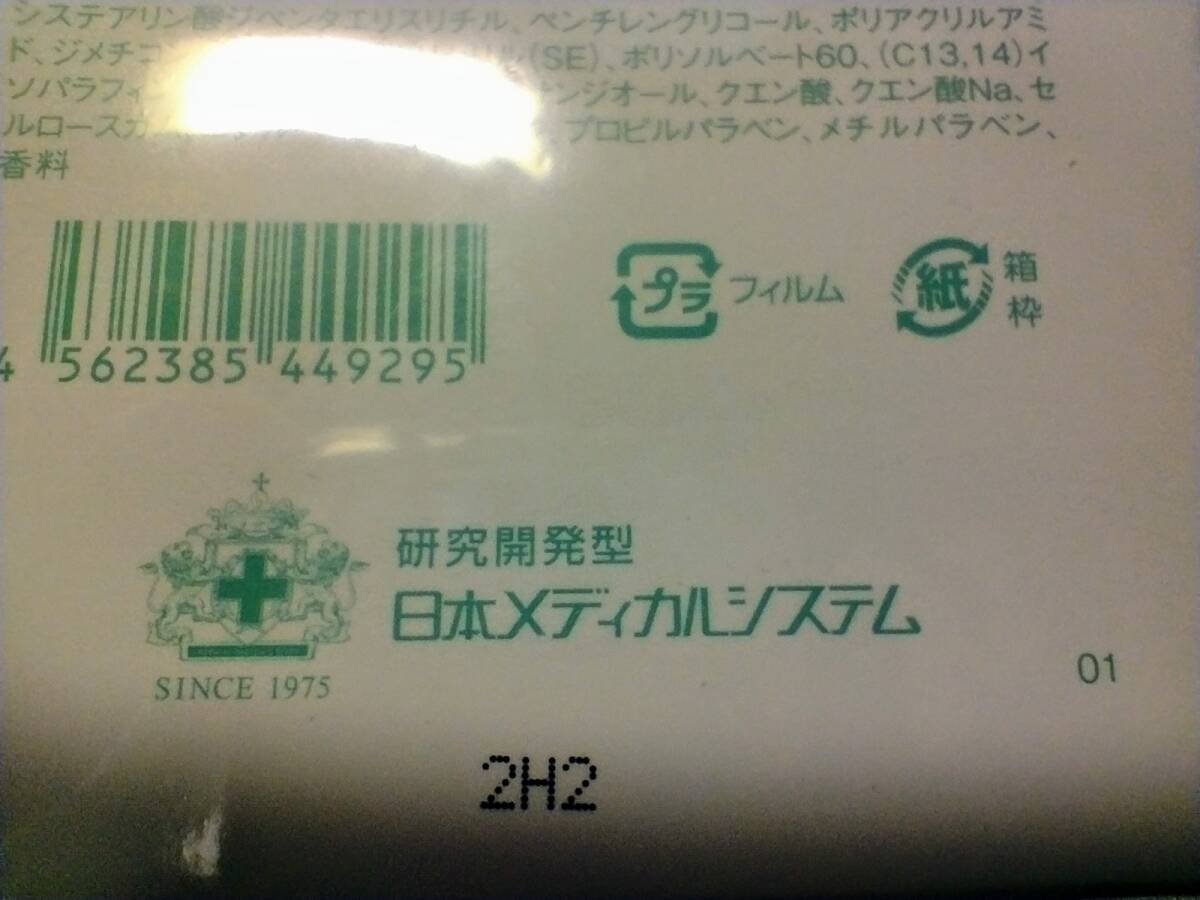 システアリン酸ジペンタエリスリチル、ペンチレングリコール、ポリアクリルアミ
ド、ジメチコン (SE)、ポリソルベート60、(C13,14)イ
ソパラフィ ンジオール、クエン酸、クエン酸Na、セ
ルロースガ プロピルパラベン、メチルパラベン、
香料
4 562385 449295
プラ フィルム
紙 箱
枠
研究開発型
日本メディカルシステム
SINCE 1975
01
2H2